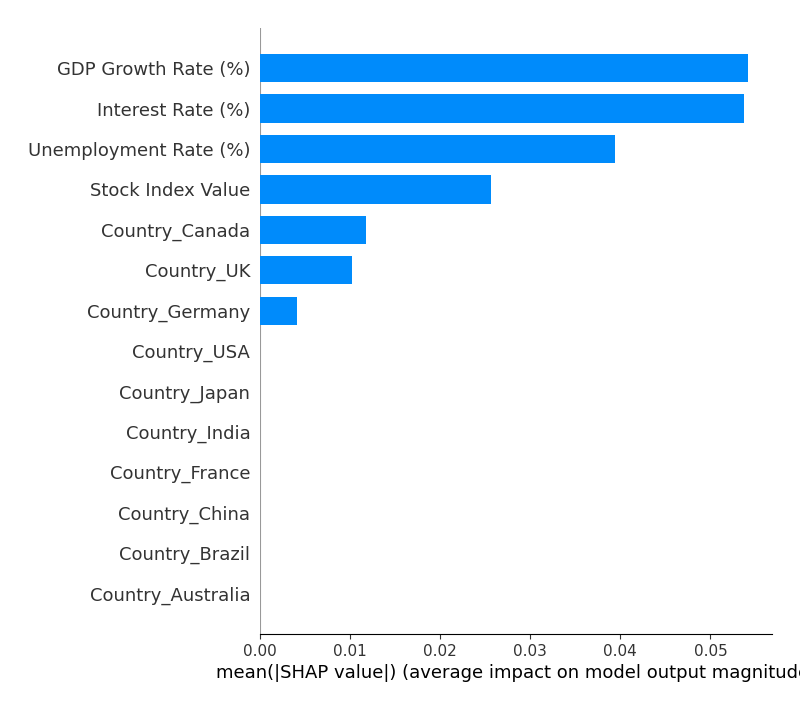 GDP Growth Rate (%)
Interest Rate (%)
Unemployment Rate (%)
Stock Index Value
Country_Canada
Country_UK
Country_Germany
Country_USA
Country_Japan
Country_India
Country_France
Country_China
Country_Brazil
Country_Australia
0.00 0.01 0.02 0.03 0.04 0.05
mean(|SHAP value|) (average impact on model output magnitude